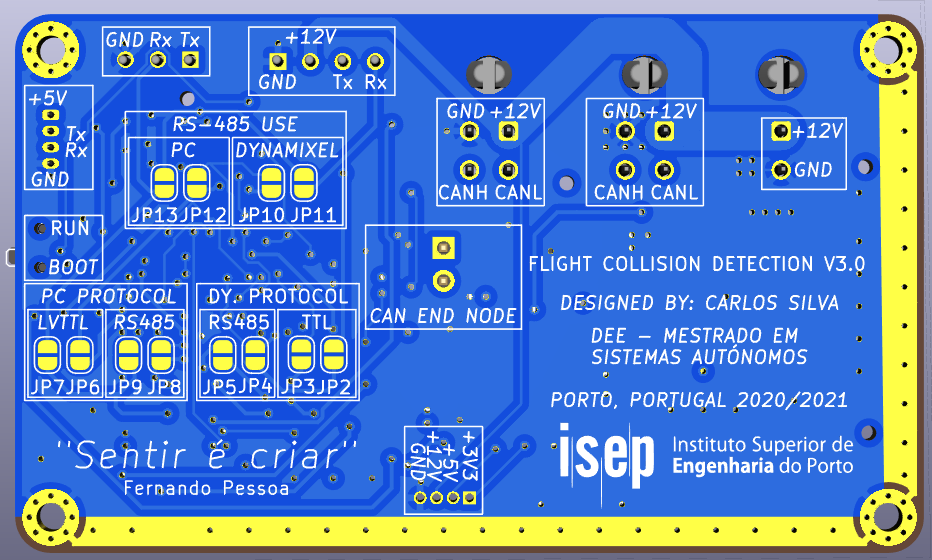 GND Rx Tx
+12V
GND Tx Rx
+5V
Tx
Rx
GND
RS-485 USE
PC DYNAMIXEL
JP13 JP12 JP10 JP11
GND +12V
CANH CANL
GND +12V
CANH CANL
+12V
GND
RUN
BOOT
CAN END NODE
PC PROTOCOL
LVTTL RS485
JP7 JP6 JP9 JP8
DY. PROTOCOL
RS485 TTL
JP5 JP4 JP3 JP2
FLIGHT COLLISION DETECTION V3.0
DESIGNED BY: CARLOS SILVA
DEE – MESTRADO EM
SISTEMAS AUTÓNOMOS
PORTO, PORTUGAL 2020/2021
"Sentir é criar"
Fernando Pessoa
+3V3
+5V
+12V
GND
isep
Instituto Superior de
Engenharia do Porto